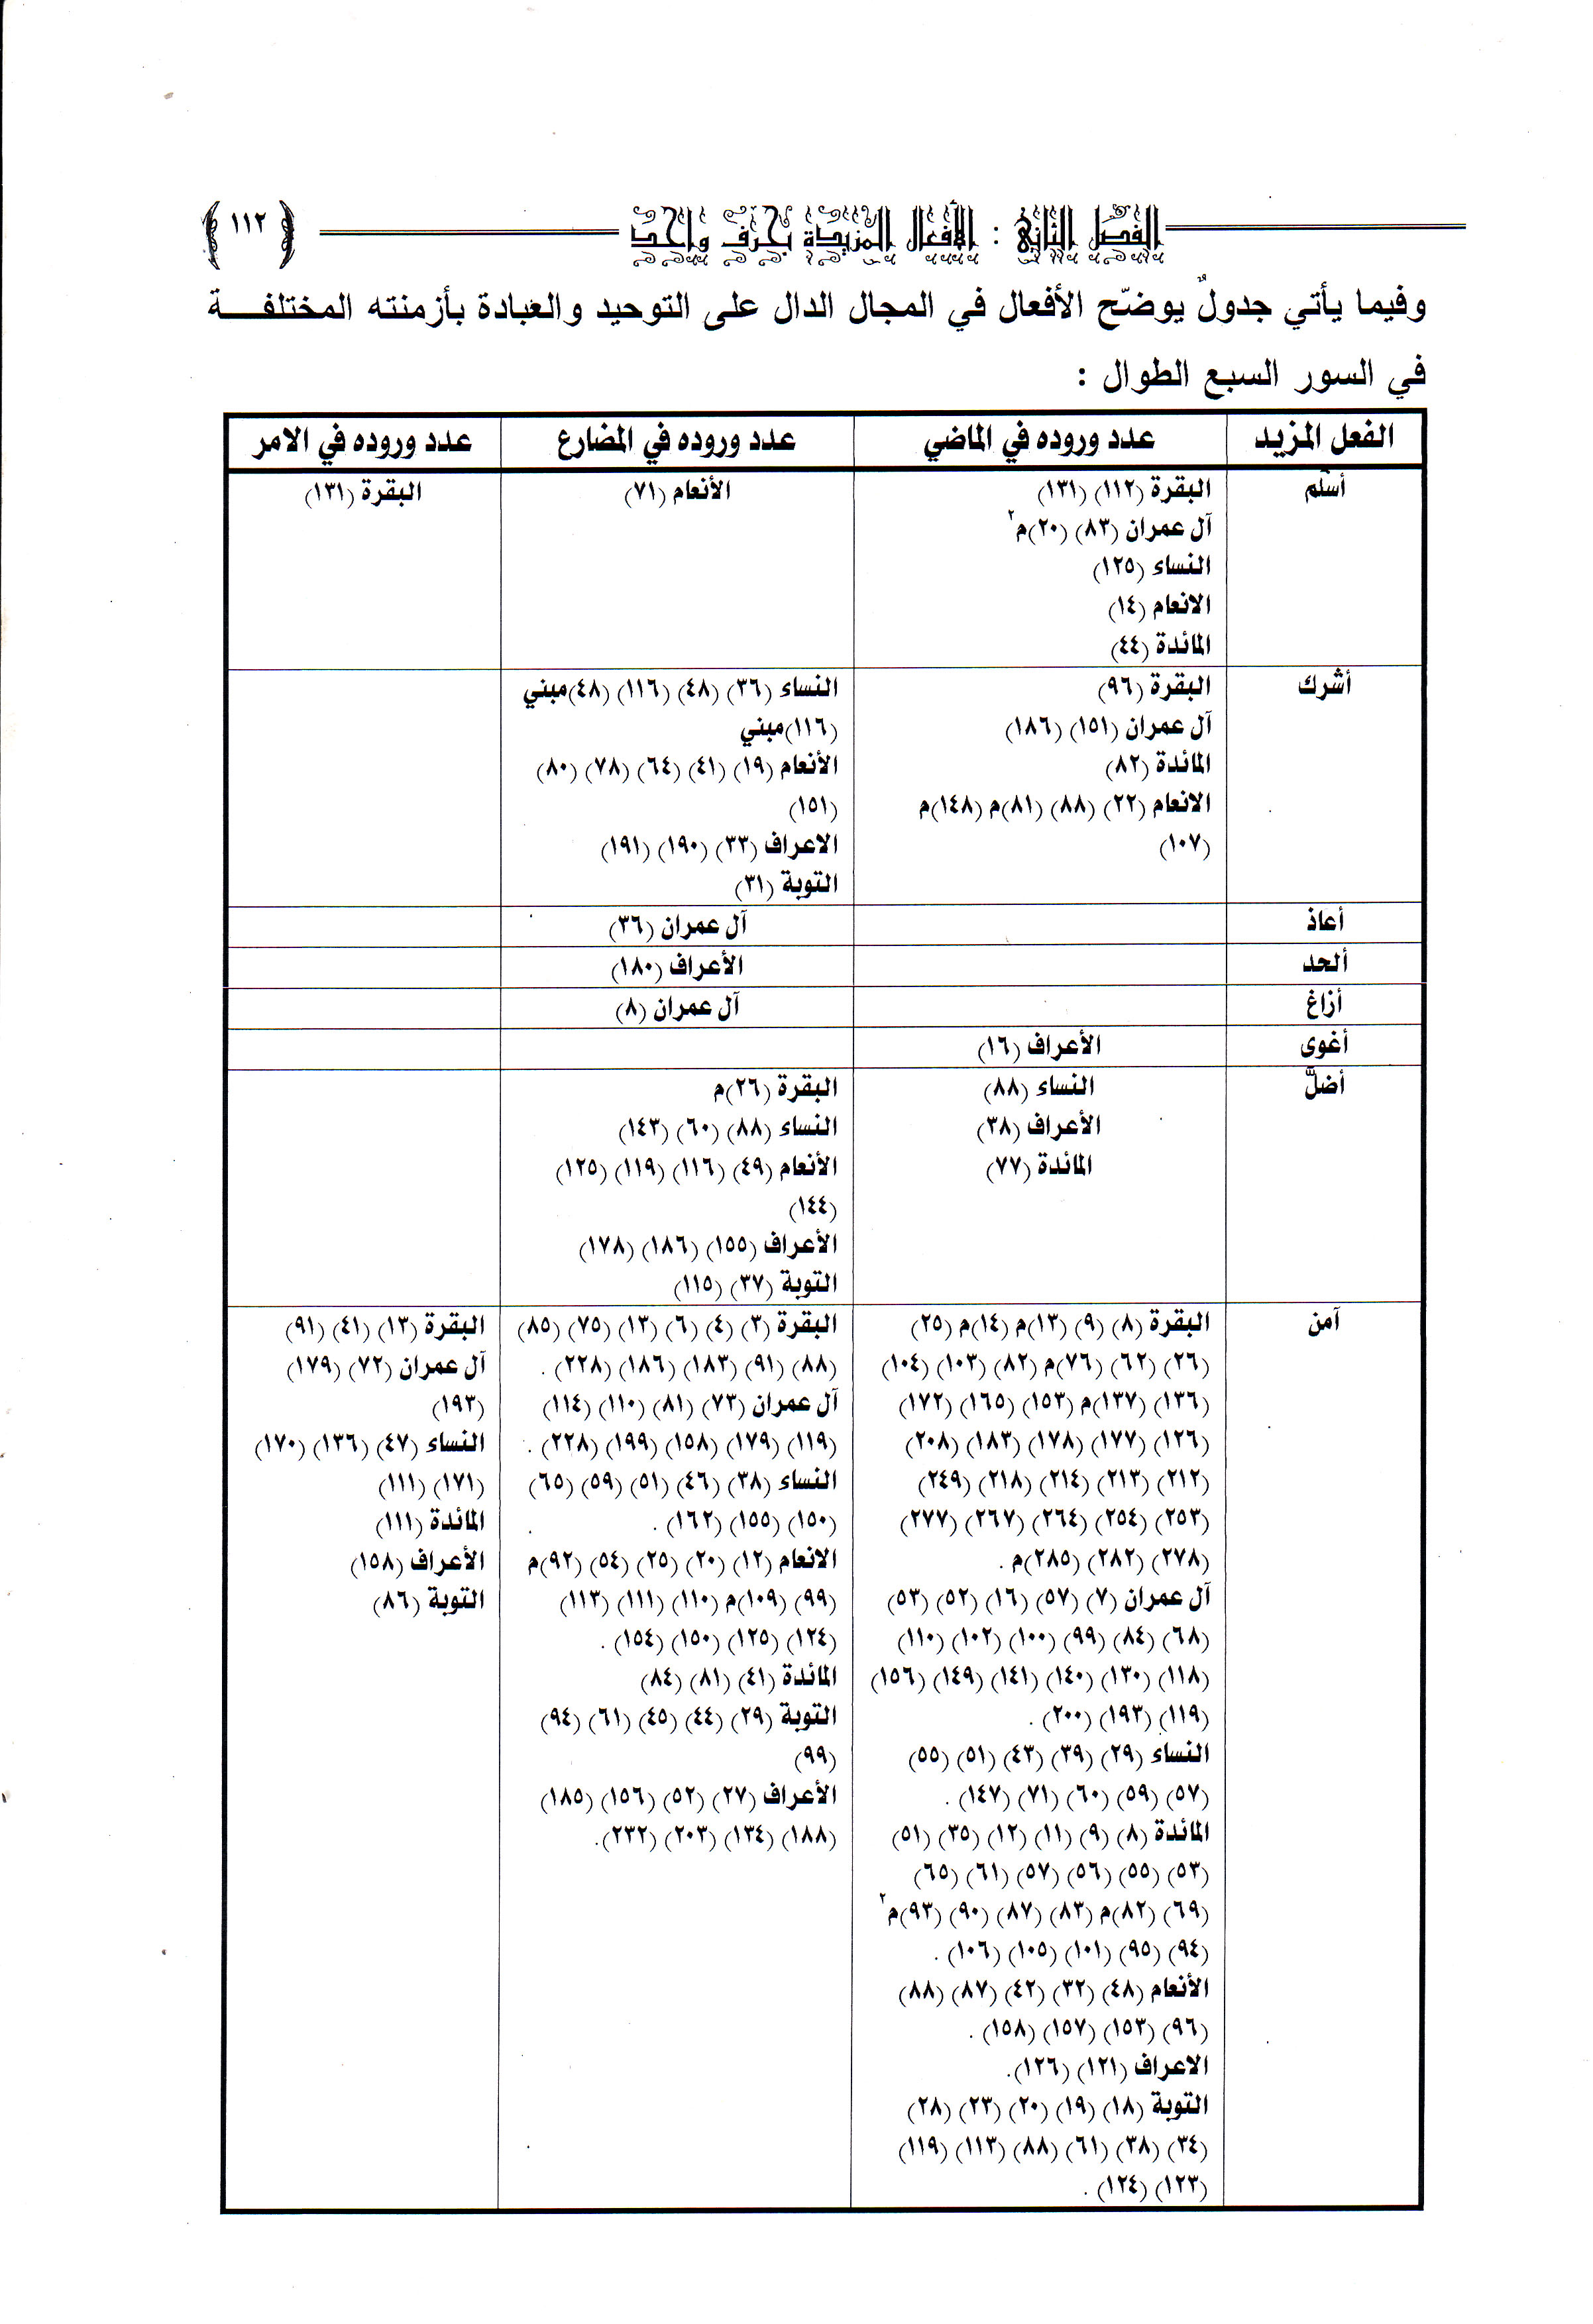 الفصل الثاني : الأفعال المزيدة بحرف واحد ﴿ ١١٢ ﴾
وفيما يأتي جدولٌ يوضّح الأفعال في المجال الدال على التوحيد والعبادة بأزمنته المختلفــــة
في السور السبع الطوال :
الفعل المزيد عدد وروده في الماضي عدد وروده في المضارع عدد وروده في الامر
أسلم البقرة (١١٢) (١٣١) الأنعام (٧١) البقرة (١٣١)
آل عمران (٨٣) (٢٠)م٢
النساء (١٢٥)
الانعام (١٤)
المائدة (٤٤)
أشرك البقرة (٩٦) النساء (٣٦) (٤٨) (١١٦) (٤٨)مبني
آل عمران (١٥١) (١٨٦) (١١٦)مبني
المائدة (٨٢) الأنعام (١٩) (٤١) (٦٤) (٧٨) (٨٠)
الانعام (٢٢) (٨٨) (٨١)م (١٤٨)م (١٥١)
(١٠٧) الاعراف (٣٣) (١٩٠) (١٩١)
التوبة (٣١)
أعاذ آل عمران (٣٦)
ألحد الأعراف (١٨٠)
أزاغ آل عمران (٨)
أغوى الأعراف (١٦)
أضلّ النساء (٨٨) البقرة (٢٦)م
الأعراف (٣٨) النساء (٨٨) (٦٠) (١٤٣)
المائدة (٧٧) الأنعام (٤٩) (١١٦) (١١٩) (١٢٥)
(١٤٤)
الأعراف (١٥٥) (١٨٦) (١٧٨)
التوبة (٣٧) (١١٥)
آمن البقرة (٨) (٩) (١٣)م (١٤)م (٢٥) البقرة (٣) (٤) (٦) (١٣) (٧٥) (٨٥) البقرة (١٣) (٤١) (٩١)
(٢٦) (٦٢) (٧٦)م (٨٢) (١٠٣) (١٠٤) (٨٨) (٩١) (١٨٣) (١٨٦) (٢٢٨) . آل عمران (٧٢) (١٧٩)
(١٣٦) (١٣٧)م (١٥٣) (١٦٥) (١٧٢) آل عمران (٧٣) (٨١) (١١٠) (١١٤) (١٩٣)
(١٢٦) (١٧٧) (١٧٨) (١٨٣) (٢٠٨) (١١٩) (١٧٩) (١٥٨) (١٩٩) (٢٢٨) . النساء (٤٧) (١٣٦) (١٧٠)
(٢١٢) (٢١٣) (٢١٤) (٢١٨) (٢٤٩) النساء (٣٨) (٤٦) (٥١) (٥٩) (٦٥) (١٧١) (١١١)
(٢٥٣) (٢٥٤) (٢٦٤) (٢٦٧) (٢٧٧) (١٥٠) (١٥٥) (١٦٢) . المائدة (١١١)
(٢٧٨) (٢٨٢) (٢٨٥)م . الانعام (١٢) (٢٠) (٢٥) (٥٤) (٩٢)م الأعراف (١٥٨)
آل عمران (٧) (٥٧) (١٦) (٥٢) (٥٣) (٩٩) (١٠٩)م (١١٠) (١١١) (١١٣) التوبة (٨٦)
(٦٨) (٨٤) (٩٩) (١٠٠) (١٠٢) (١١٠) (١٢٤) (١٢٥) (١٥٠) (١٥٤) .
(١١٨) (١٣٠) (١٤٠) (١٤١) (١٤٩) (١٥٦) المائدة (٤١) (٨١) (٨٤)
(١١٩) (١٩٣) (٢٠٠) . التوبة (٢٩) (٤٤) (٤٥) (٦١) (٩٤)
النساء (٢٩) (٣٩) (٤٣) (٥١) (٥٥) (٩٩)
(٥٧) (٥٩) (٦٠) (٧١) (١٤٧) . الأعراف (٢٧) (٥٢) (١٥٦) (١٨٥)
المائدة (٨) (٩) (١١) (١٢) (٣٥) (٥١) (١٨٨) (١٣٤) (٢٠٣) (٢٣٢).
(٥٣) (٥٥) (٥٦) (٥٧) (٦١) (٦٥)
(٦٩) (٨٢)م (٨٣) (٨٧) (٩٠) (٩٣)م٢
(٩٤) (٩٥) (١٠١) (١٠٥) (١٠٦) .
الأنعام (٤٨) (٣٢) (٤٢) (٨٧) (٨٨)
(٩٦) (١٥٣) (١٥٧) (١٥٨) .
الاعراف (١٢١) (١٢٦).
التوبة (١٨) (١٩) (٢٠) (٢٣) (٢٨)
(٣٤) (٣٨) (٦١) (٨٨) (١١٣) (١١٩)
(١٢٣) (١٢٤) .